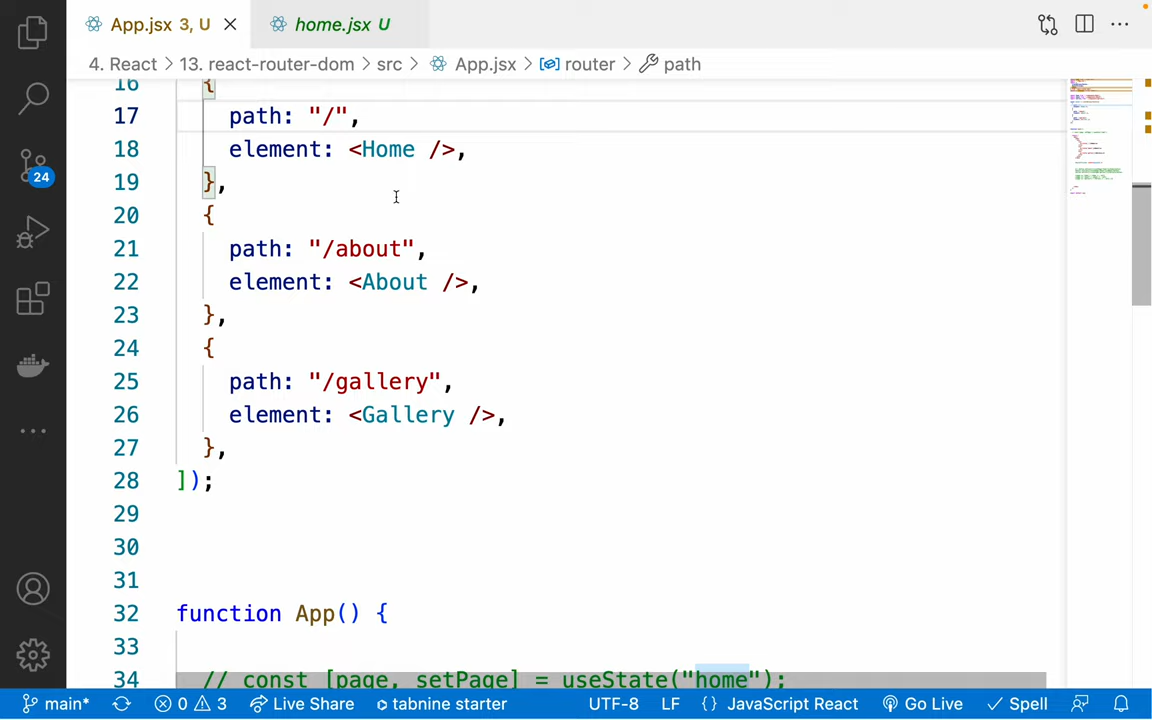 App.jsx 3, U
home.jsx U
4. React > 13. react-router-dom > src > App.jsx > router > path
16 {
17 path: "/",
18 element: <Home />,
19 },
20 {
21 path: "/about",
22 element: <About />,
23 },
24 {
25 path: "/gallery",
26 element: <Gallery />,
27 },
28 ]);
29
30
31
32 function App() {
33
34 // const [page, setPage] = useState("home");
24
main* 0 3 Live Share tabnine starter UTF-8 LF {} JavaScript React Go Live Spell